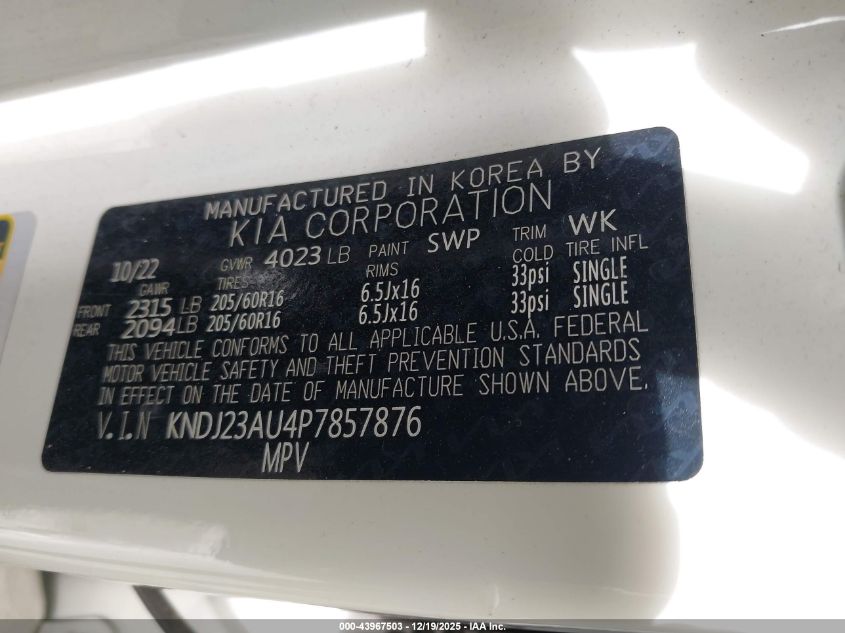 MANUFACTURED IN KOREA BY
KIA CORPORATION
10/22 GVWR 4023 LB PAINT SWP TRIM WK
GAWR TIRES RIMS COLD TIRE INFL
FRONT 2315 LB 205/60R16 6.5Jx16 33psi SINGLE
REAR 2094 LB 205/60R16 6.5Jx16 33psi SINGLE
THIS VEHICLE CONFORMS TO ALL APPLICABLE U.S.A. FEDERAL
MOTOR VEHICLE SAFETY AND THEFT PREVENTION STANDARDS
IN EFFECT ON THE DATE OF MANUFACTURE SHOWN ABOVE.
V.I.N KNDJ23AU4P7857876
MPV
000-43967503 - 12/19/2025 - IAA Inc.